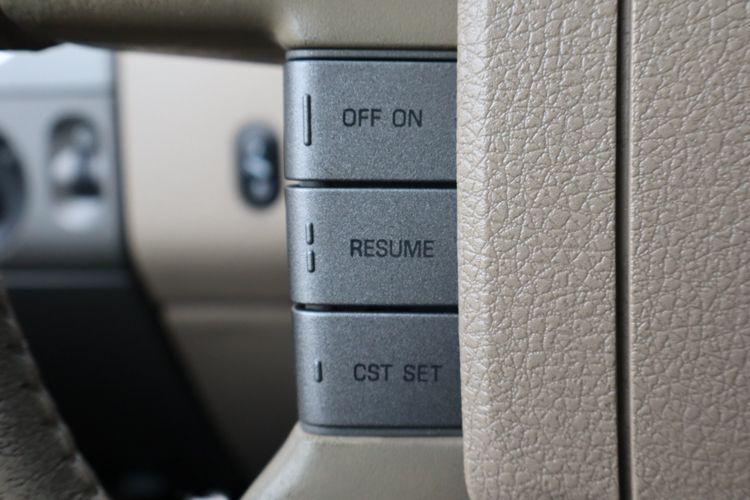 OFF ON
RESUME
CST SET